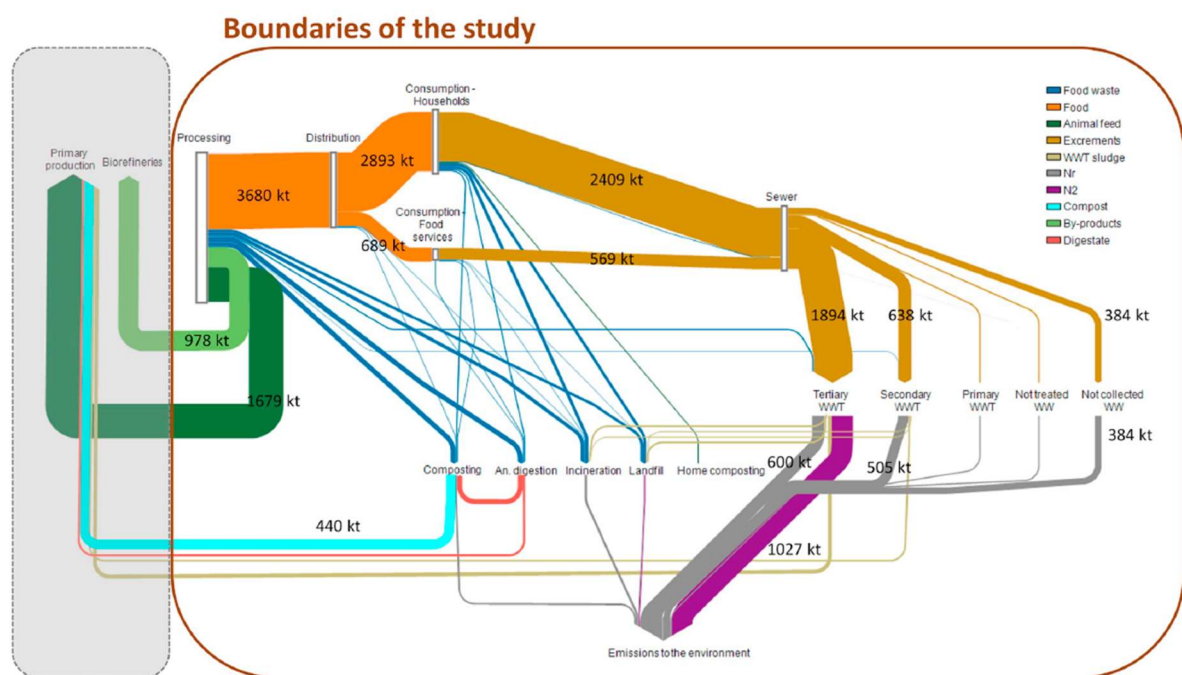 Boundaries of the study
Consumption -
Households
Food waste
Food
Animal feed
Excrements
WWT sludge
Nr
N2
Compost
By-products
Digestate
Processing
Distribution
Primary
production
Biorefineries
2893 kt
3680 kt
2409 kt
Sewer
Consumption -
Food
services
689 kt
569 kt
1894 kt
638 kt
384 kt
978 kt
1679 kt
Tertiary
WWT
Secondary
WWT
Primary
WWT
Not treated
WW
Not collected
WW
384 kt
600 kt
505 kt
Composting
An. digestion
Incineration
Landfill
Home composting
440 kt
1027 kt
Emissions to the environment